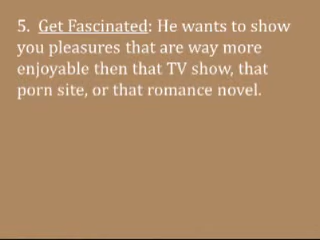 5. Get Fascinated: He wants to show
you pleasures that are way more
enjoyable then that TV show, that
porn site, or that romance novel.